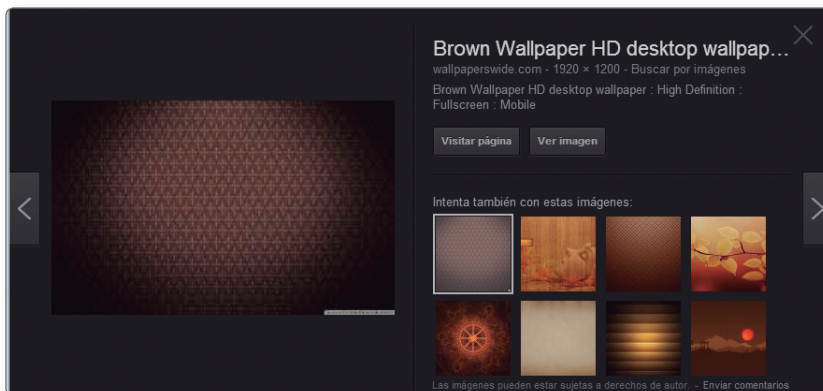 Brown Wallpaper HD desktop wallpap...
wallpaperswide.com - 1920 × 1200 - Buscar por imágenes
Brown Wallpaper HD desktop wallpaper : High Definition :
Fullscreen : Mobile
Visitar página
Ver imagen
Intenta también con estas imágenes:
Las imágenes pueden estar sujetas a derechos de autor. - Enviar comentarios